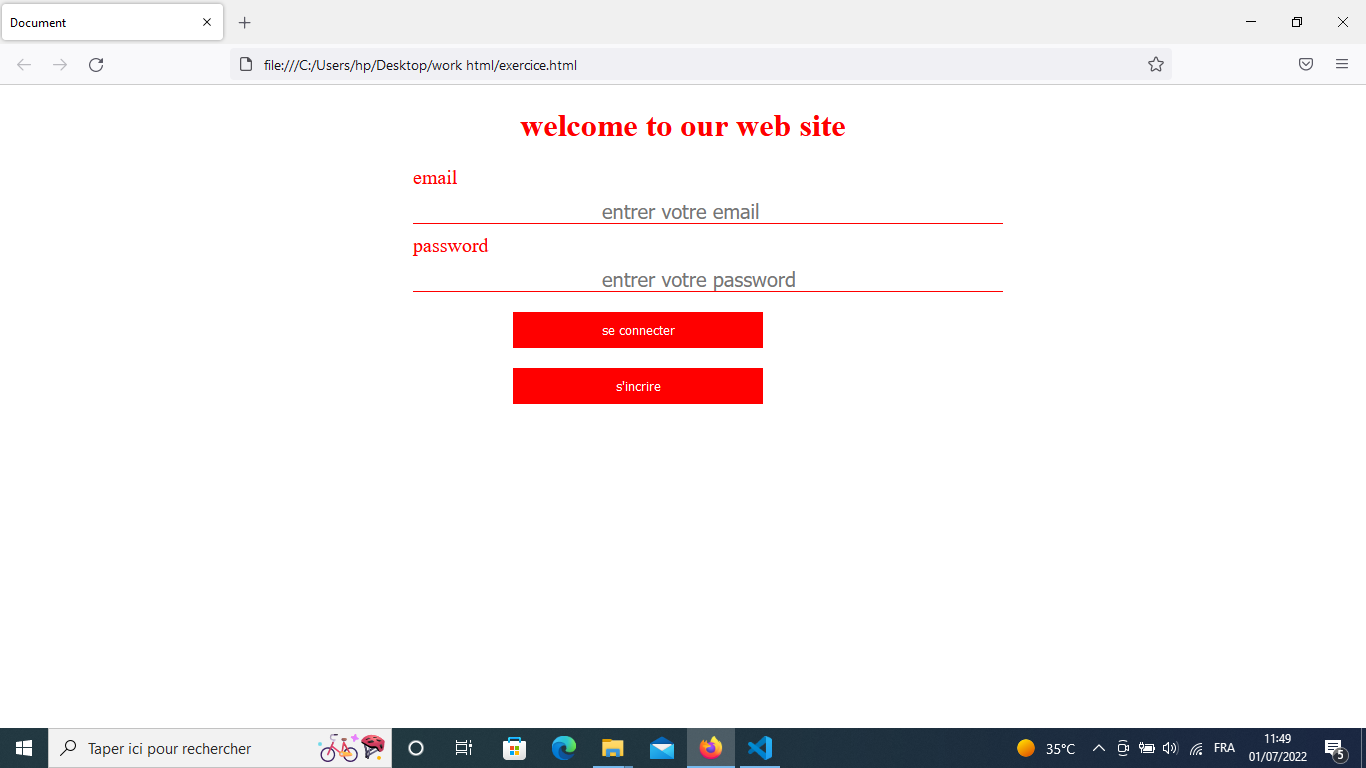 Document
file:///C:/Users/hp/Desktop/work html/exercice.html
welcome to our web site
email
entrer votre email
password
entrer votre password
se connecter
s'incrire
Taper ici pour rechercher
35°C
FRA
11:49
01/07/2022
5